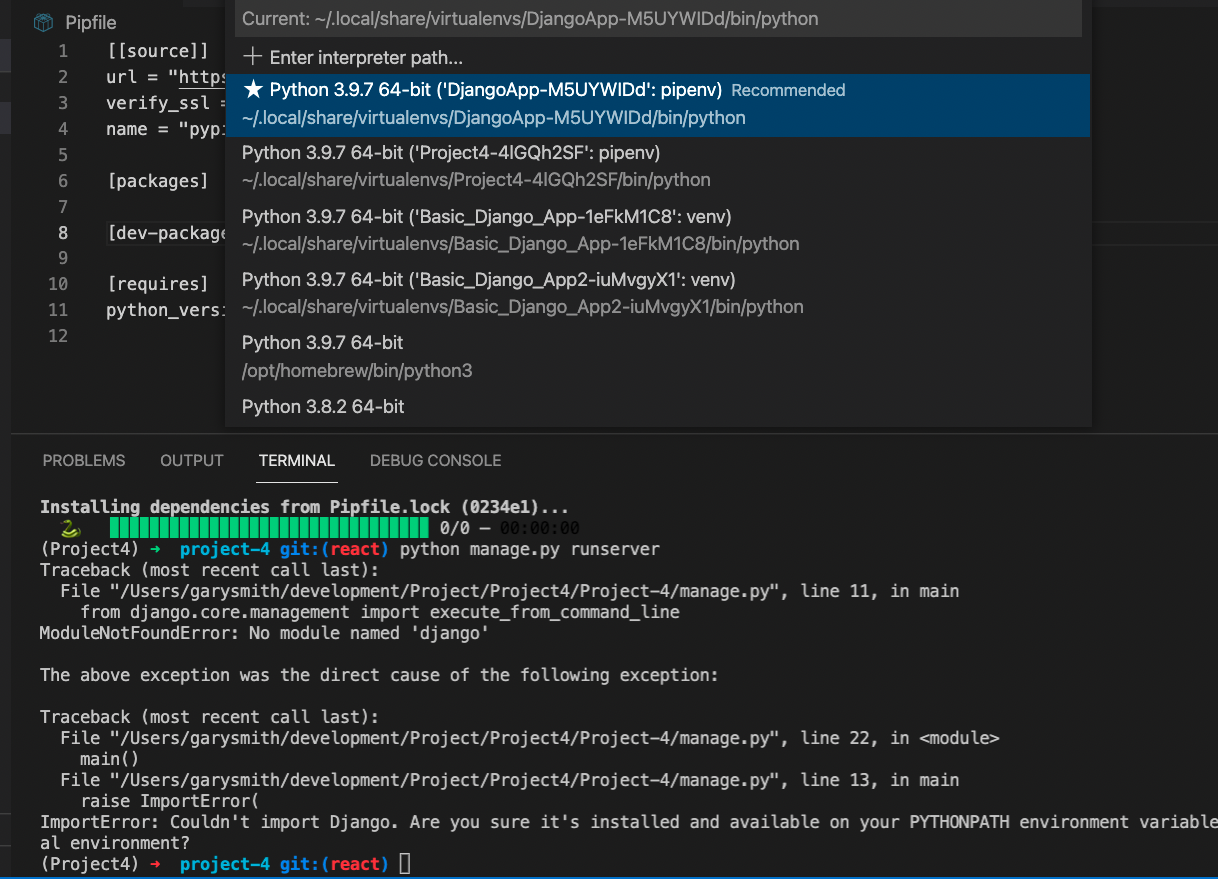 Pipfile
Current: ~/.local/share/virtualenvs/DjangoApp-M5UYWIDd/bin/python
Enter interpreter path...
★ Python 3.9.7 64-bit ('DjangoApp-M5UYWIDd': pipenv) Recommended
~/.local/share/virtualenvs/DjangoApp-M5UYWIDd/bin/python
Python 3.9.7 64-bit ('Project4-4lGQh2SF': pipenv)
~/.local/share/virtualenvs/Project4-4lGQh2SF/bin/python
Python 3.9.7 64-bit ('Basic_Django_App-1eFkM1C8': venv)
~/.local/share/virtualenvs/Basic_Django_App-1eFkM1C8/bin/python
Python 3.9.7 64-bit ('Basic_Django_App2-iuMvgyX1': venv)
~/.local/share/virtualenvs/Basic_Django_App2-iuMvgyX1/bin/python
Python 3.9.7 64-bit
/opt/homebrew/bin/python3
Python 3.8.2 64-bit
1 [[source]]
2 url = "https
3 verify_ssl =
4 name = "pypi
5
6 [packages]
7
8 [dev-package
9
10 [requires]
11 python_versi
12
PROBLEMS OUTPUT TERMINAL DEBUG CONSOLE
Installing dependencies from Pipfile.lock (0234e1)...
0/0 — 00:00:00
(Project4) ➜ project-4 git:(react) python manage.py runserver
Traceback (most recent call last):
File "/Users/garysmith/development/Project/Project4/Project-4/manage.py", line 11, in main
from django.core.management import execute_from_command_line
ModuleNotFoundError: No module named 'django'
The above exception was the direct cause of the following exception:
Traceback (most recent call last):
File "/Users/garysmith/development/Project/Project4/Project-4/manage.py", line 22, in <module>
main()
File "/Users/garysmith/development/Project/Project4/Project-4/manage.py", line 13, in main
raise ImportError(
ImportError: Couldn't import Django. Are you sure it's installed and available on your PYTHONPATH environment variable
al environment?
(Project4) ➜ project-4 git:(react)